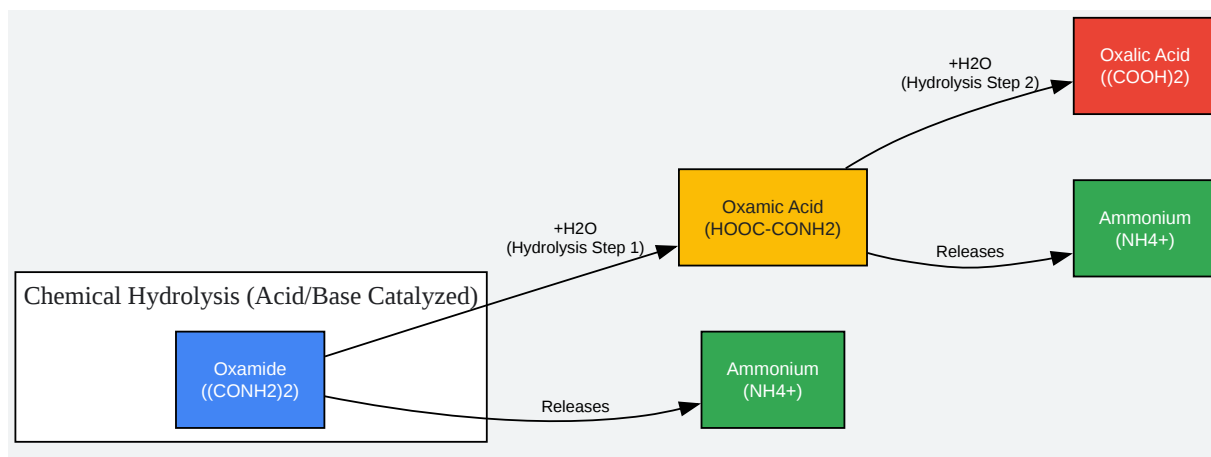 Oxalic Acid
((COOH)2)
+H2O
(Hydrolysis Step 2)
Oxamic Acid
(HOOC-CONH2)
Ammonium
(NH4+)
+H2O
(Hydrolysis Step 1)
Releases
Chemical Hydrolysis (Acid/Base Catalyzed)
Oxamide
((CONH2)2)
Ammonium
(NH4+)
Releases